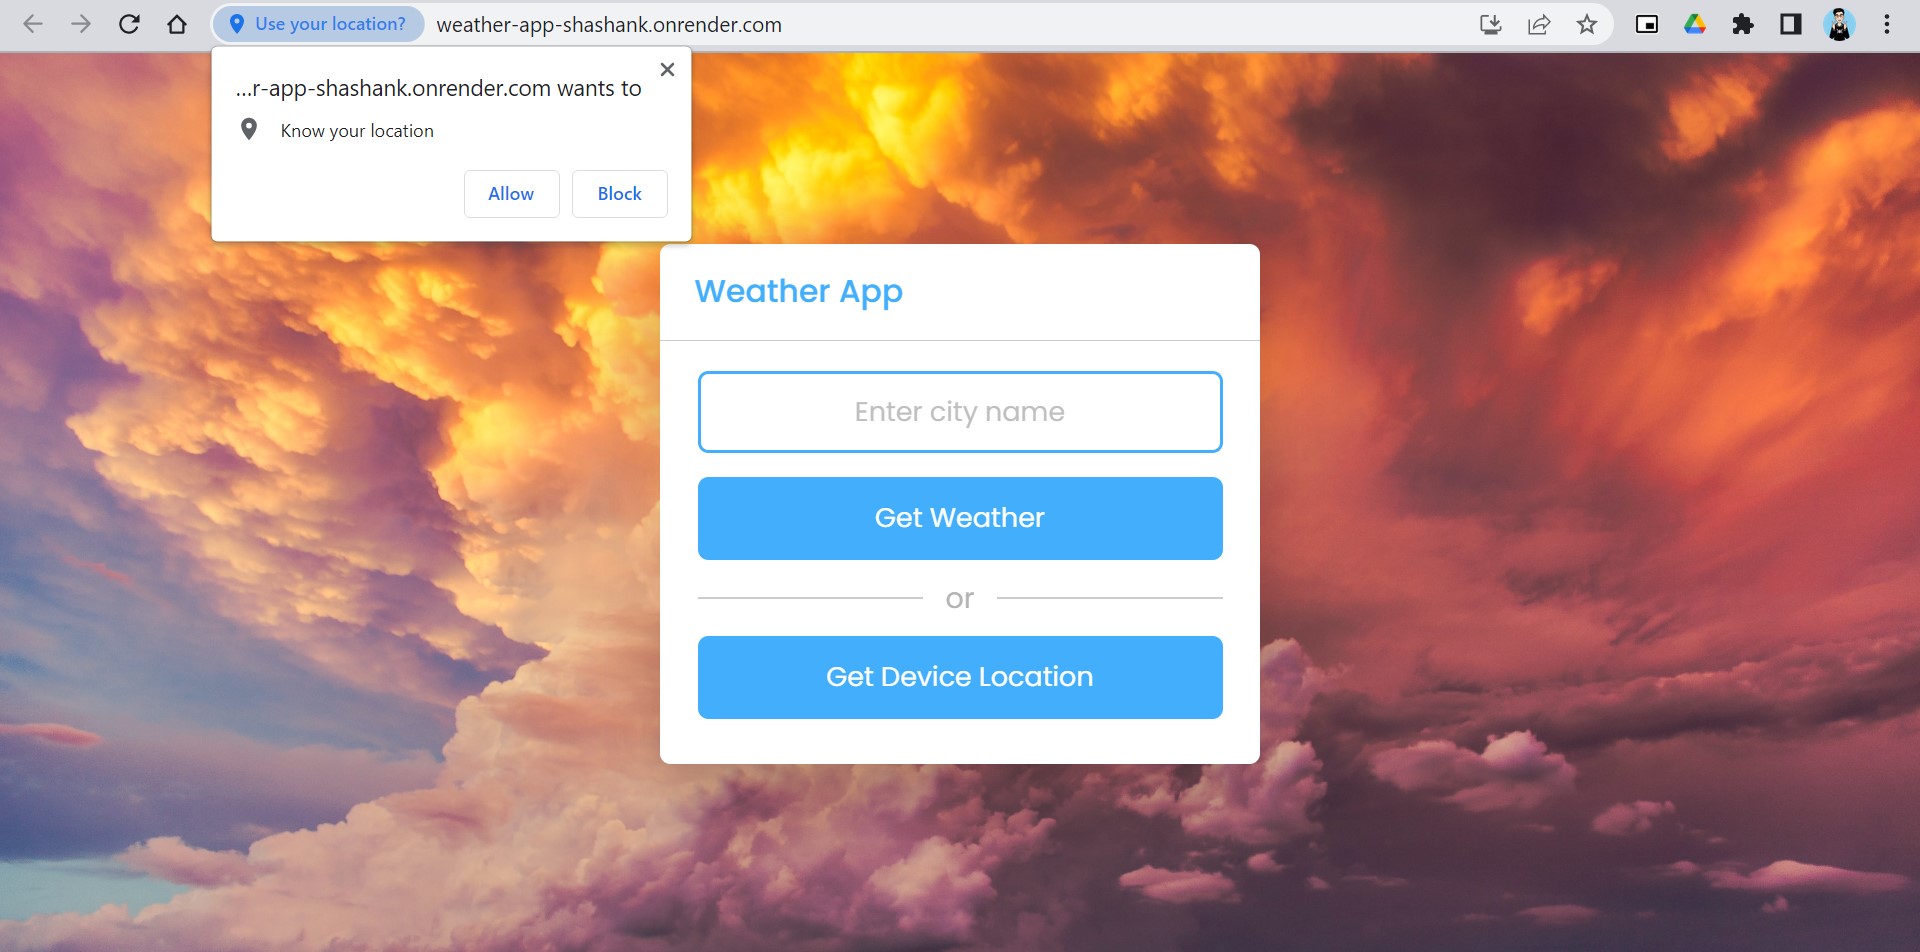 Use your location?
weather-app-shashank.onrender.com
...r-app-shashank.onrender.com wants to
Know your location
Allow
Block
Weather App
Enter city name
Get Weather
or
Get Device Location